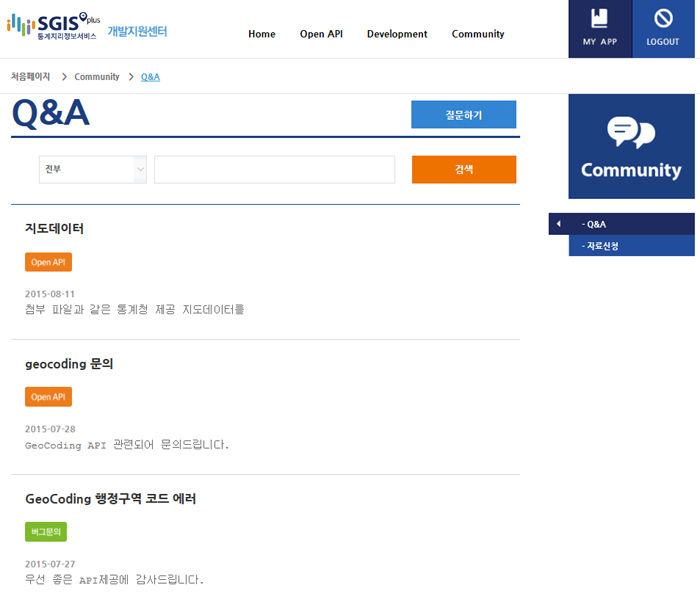 SGIS plus
통계지리정보서비스
개발지원센터
Home Open API Development Community
MY APP LOGOUT
처음페이지 > Community > Q&A
Q&A
질문하기
전부
검색
Community
- Q&A
- 자료신청
지도데이터
Open API
2015-08-11
첨부 파일과 같은 통계청 제공 지도데이터를
geocoding 문의
Open API
2015-07-28
GeoCoding API 관련되어 문의드립니다.
GeoCoding 행정구역 코드 에러
버그문의
2015-07-27
우선 좋은 API제공에 감사드립니다.